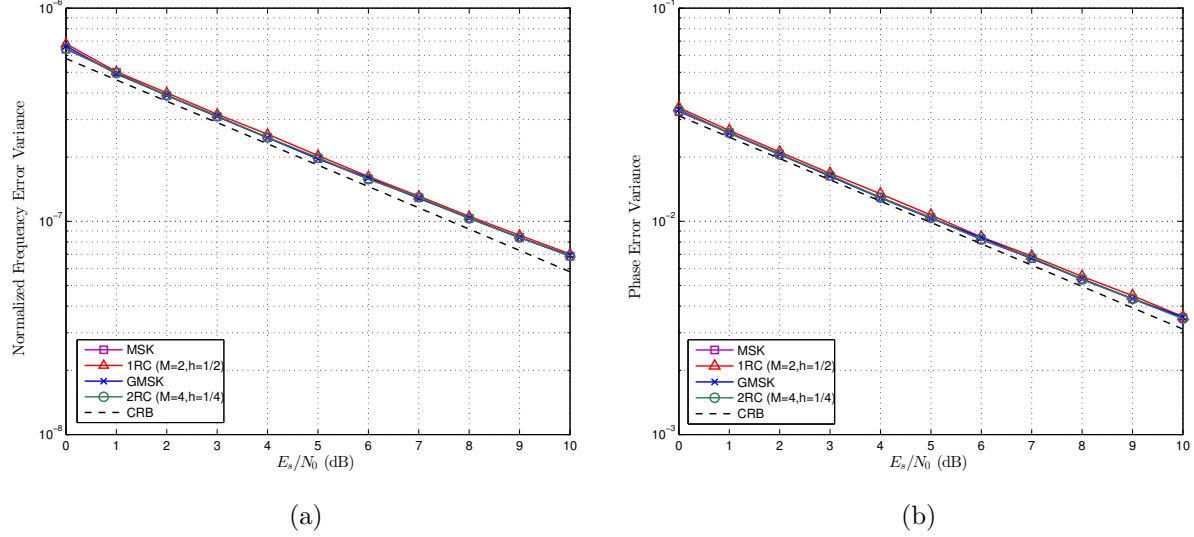 10^{-6}
10^{-7}
10^{-8}
Normalized Frequency Error Variance
MSK
1RC (M=2,h=1/2)
GMSK
2RC (M=4,h=1/4)
CRB
0 1 2 3 4 5 6 7 8 9 10
E_s/N_0 (dB)
(a)
10^{-1}
10^{-2}
10^{-3}
Phase Error Variance
MSK
1RC (M=2,h=1/2)
GMSK
2RC (M=4,h=1/4)
CRB
0 1 2 3 4 5 6 7 8 9 10
E_s/N_0 (dB)
(b)